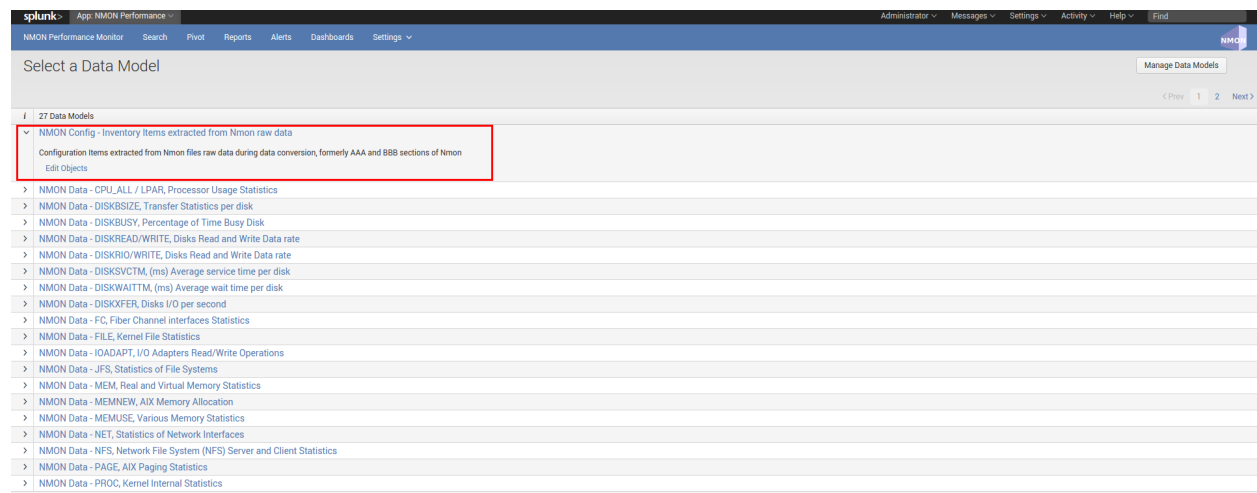 splunk> App: NMON Performance Administrator Messages Settings Activity Help Find
NMON Performance Monitor Search Pivot Reports Alerts Dashboards Settings NMON
Select a Data Model Manage Data Models
< Prev 1 2 Next >
i 27 Data Models
NMON Config - Inventory Items extracted from Nmon raw data
Configuration Items extracted from Nmon files raw data during data conversion, formerly AAA and BBB sections of Nmon
Edit Objects
> NMON Data - CPU_ALL / LPAR, Processor Usage Statistics
> NMON Data - DISKBSIZE, Transfer Statistics per disk
> NMON Data - DISKBUSY, Percentage of Time Busy Disk
> NMON Data - DISKREAD/WRITE, Disks Read and Write Data rate
> NMON Data - DISKRIO/WRITE, Disks Read and Write Data rate
> NMON Data - DISKSVCTM, (ms) Average service time per disk
> NMON Data - DISKWAITTM, (ms) Average wait time per disk
> NMON Data - DISKXFER, Disks I/O per second
> NMON Data - FC, Fiber Channel interfaces Statistics
> NMON Data - FILE, Kernel File Statistics
> NMON Data - IOADAPT, I/O Adapters Read/Write Operations
> NMON Data - JFS, Statistics of File Systems
> NMON Data - MEM, Real and Virtual Memory Statistics
> NMON Data - MEMNEW, AIX Memory Allocation
> NMON Data - MEMUSE, Various Memory Statistics
> NMON Data - NET, Statistics of Network Interfaces
> NMON Data - NFS, Network File System (NFS) Server and Client Statistics
> NMON Data - PAGE, AIX Paging Statistics
> NMON Data - PROC, Kernel Internal Statistics